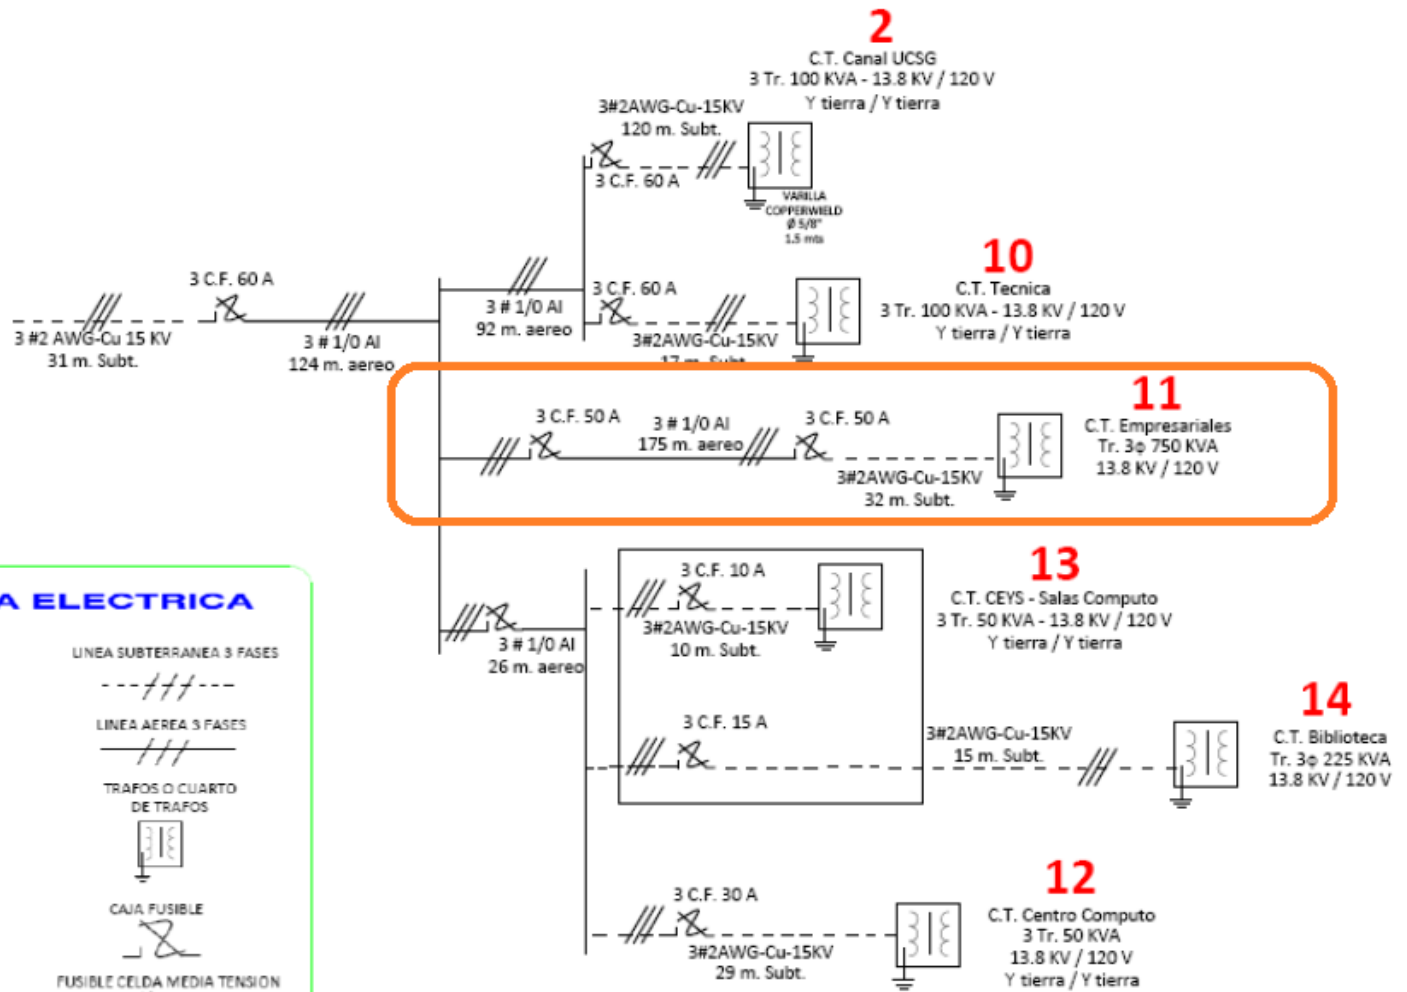 2
C.T. Canal UCSG
3 Tr. 100 KVA - 13.8 KV / 120 V
Y tierra / Y tierra
3#2AWG-Cu-15KV
120 m. Subt.
3 C.F. 60 A
VARILLA
COPPERWIELD
Ø 5/8"
1.5 mts
10
C.T. Tecnica
3 Tr. 100 KVA - 13.8 KV / 120 V
Y tierra / Y tierra
3 C.F. 60 A
3 # 1/0 Al
92 m. aereo
3 C.F. 60 A
3#2AWG-Cu-15KV
17 m. Subt.
3 #2 AWG-Cu 15 KV
31 m. Subt.
3 # 1/0 Al
124 m. aereo
11
C.T. Empresariales
Tr. 3φ 750 KVA
13.8 KV / 120 V
3 C.F. 50 A
3 # 1/0 Al
175 m. aereo
3 C.F. 50 A
3#2AWG-Cu-15KV
32 m. Subt.
13
C.T. CEYS - Salas Computo
3 Tr. 50 KVA - 13.8 KV / 120 V
Y tierra / Y tierra
3 C.F. 10 A
3#2AWG-Cu-15KV
10 m. Subt.
3 # 1/0 Al
26 m. aereo
14
C.T. Biblioteca
Tr. 3φ 225 KVA
13.8 KV / 120 V
3 C.F. 15 A
3#2AWG-Cu-15KV
15 m. Subt.
12
C.T. Centro Computo
3 Tr. 50 KVA
13.8 KV / 120 V
Y tierra / Y tierra
3 C.F. 30 A
3#2AWG-Cu-15KV
29 m. Subt.
A ELECTRICA
LINEA SUBTERRANEA 3 FASES
LINEA AEREA 3 FASES
TRAFOS O CUARTO
DE TRAFOS
CAJA FUSIBLE
FUSIBLE CELDA MEDIA TENSION